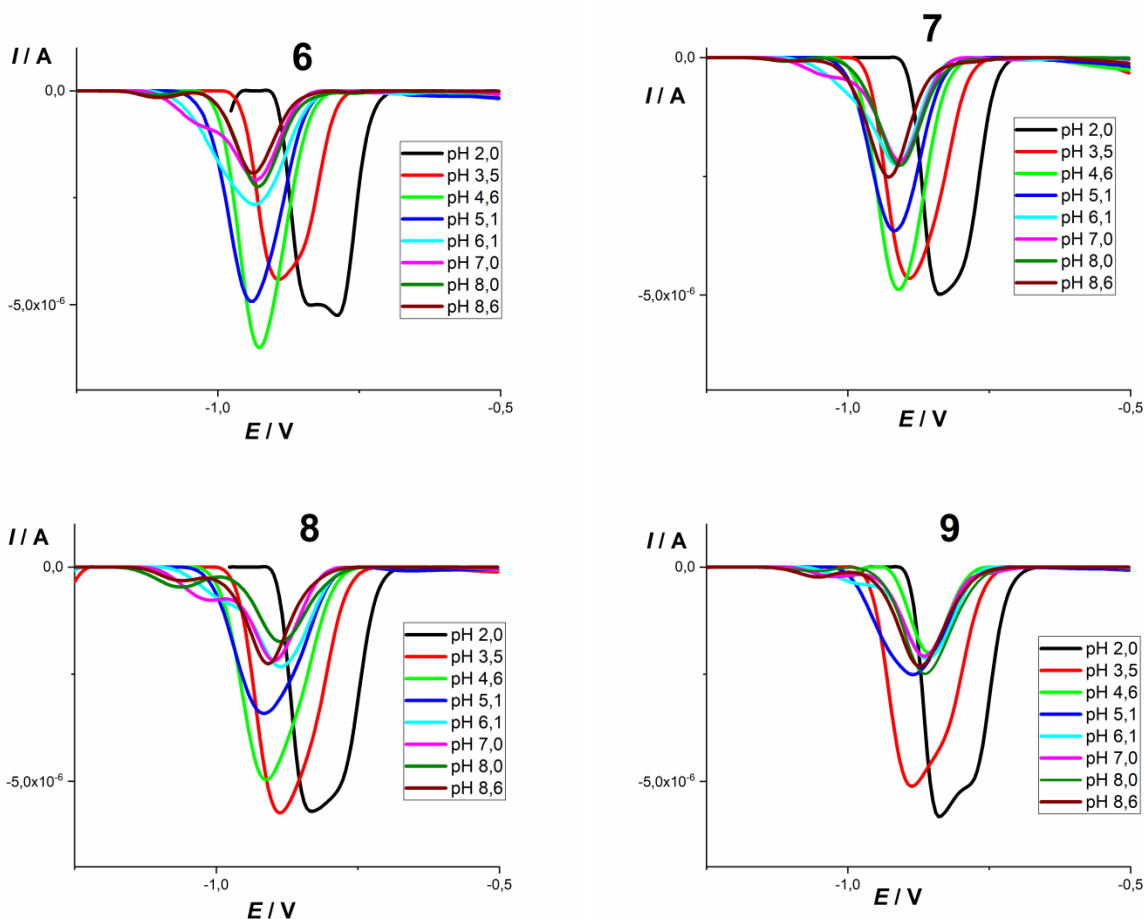 6
I / A
0,0
-5,0x10⁻⁶
pH 2,0
pH 3,5
pH 4,6
pH 5,1
pH 6,1
pH 7,0
pH 8,0
pH 8,6
-1,0
-0,5
E / V
7
I / A
0,0
-5,0x10⁻⁶
pH 2,0
pH 3,5
pH 4,6
pH 5,1
pH 6,1
pH 7,0
pH 8,0
pH 8,6
-1,0
-0,5
E / V
8
I / A
0,0
-5,0x10⁻⁶
pH 2,0
pH 3,5
pH 4,6
pH 5,1
pH 6,1
pH 7,0
pH 8,0
pH 8,6
-1,0
-0,5
E / V
9
I / A
0,0
-5,0x10⁻⁶
pH 2,0
pH 3,5
pH 4,6
pH 5,1
pH 6,1
pH 7,0
pH 8,0
pH 8,6
-1,0
-0,5
E / V